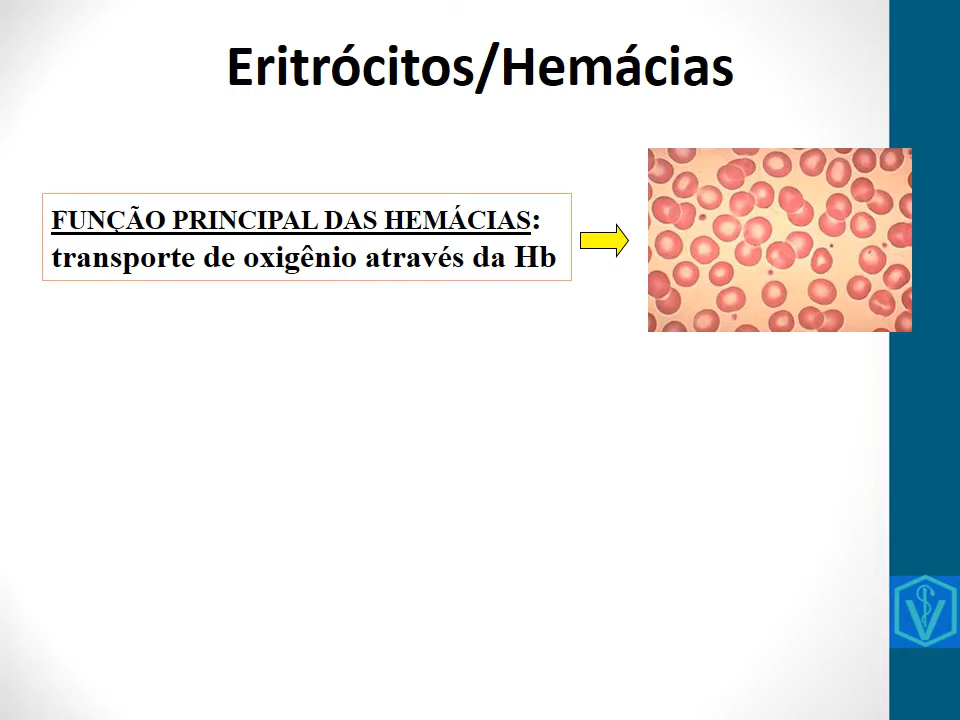 Eritrócitos/Hemácias
FUNÇÃO PRINCIPAL DAS HEMÁCIAS:
transporte de oxigênio através da Hb
V